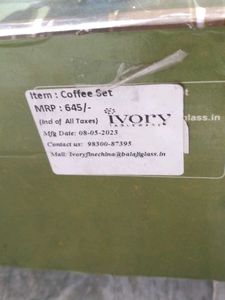 Item : Coffee Set
MRP : 645/-
(Incl of All Taxes)
IVORY
TABLEWARE
lass.in
Mfg Date: 08-05-2023
Contact us: 98300-87395
Mail: Ivoryfinechina@balajiglass.in